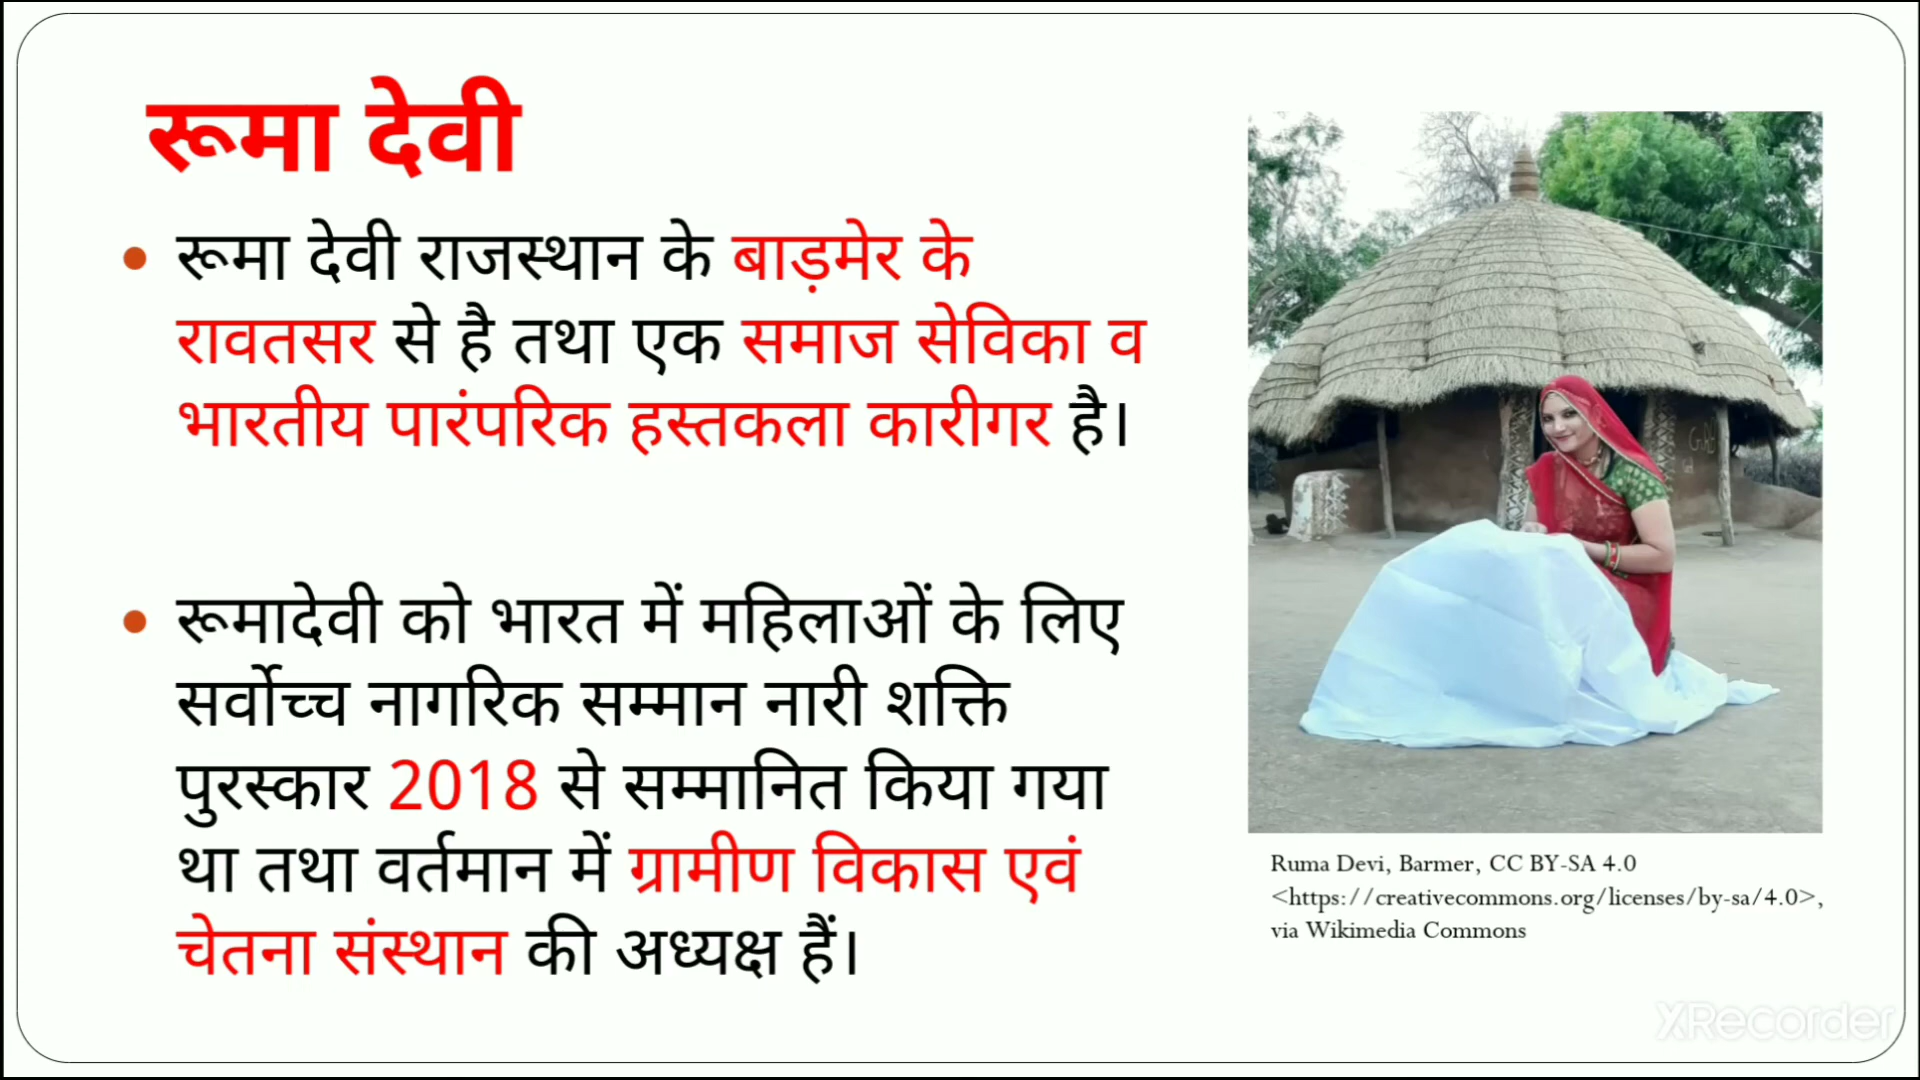 रूमा देवी
• रूमा देवी राजस्थान के बाड़मेर के
रावतसर से है तथा एक समाज सेविका व
भारतीय पारंपरिक हस्तकला कारीगर है।
• रूमादेवी को भारत में महिलाओं के लिए
सर्वोच्च नागरिक सम्मान नारी शक्ति
पुरस्कार 2018 से सम्मानित किया गया
था तथा वर्तमान में ग्रामीण विकास एवं
चेतना संस्थान की अध्यक्ष हैं।
Ruma Devi, Barmer, CC BY-SA 4.0
<https://creativecommons.org/licenses/by-sa/4.0>,
via Wikimedia Commons
XRecorder